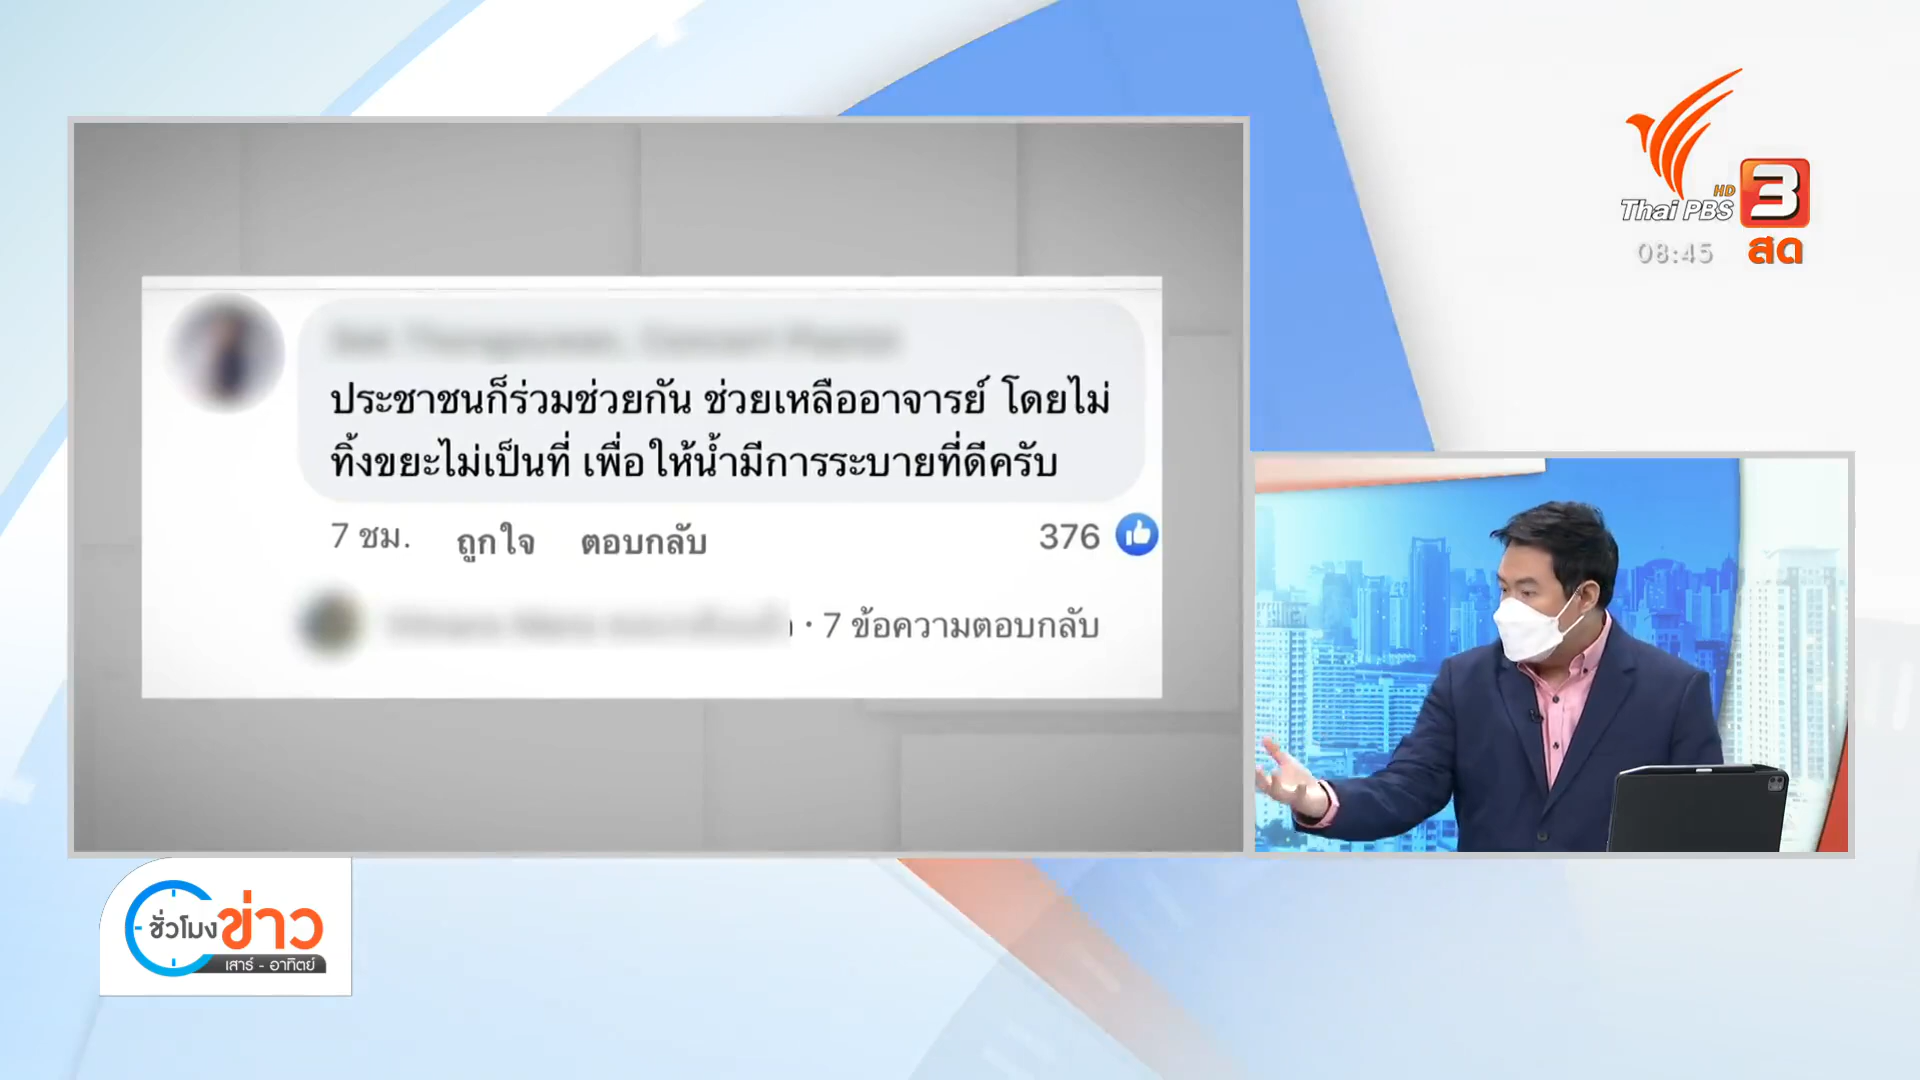 HD
Thai PBS
3
08:45
สด
ประชาชนก็ร่วมช่วยกัน ช่วยเหลืออาจารย์ โดยไม่
ทิ้งขยะไม่เป็นที่ เพื่อให้น้ำมีการระบายที่ดีครับ
7 ชม. ถูกใจ ตอบกลับ 376
· 7 ข้อความตอบกลับ
ชั่วโมงข่าว
เสาร์ - อาทิตย์